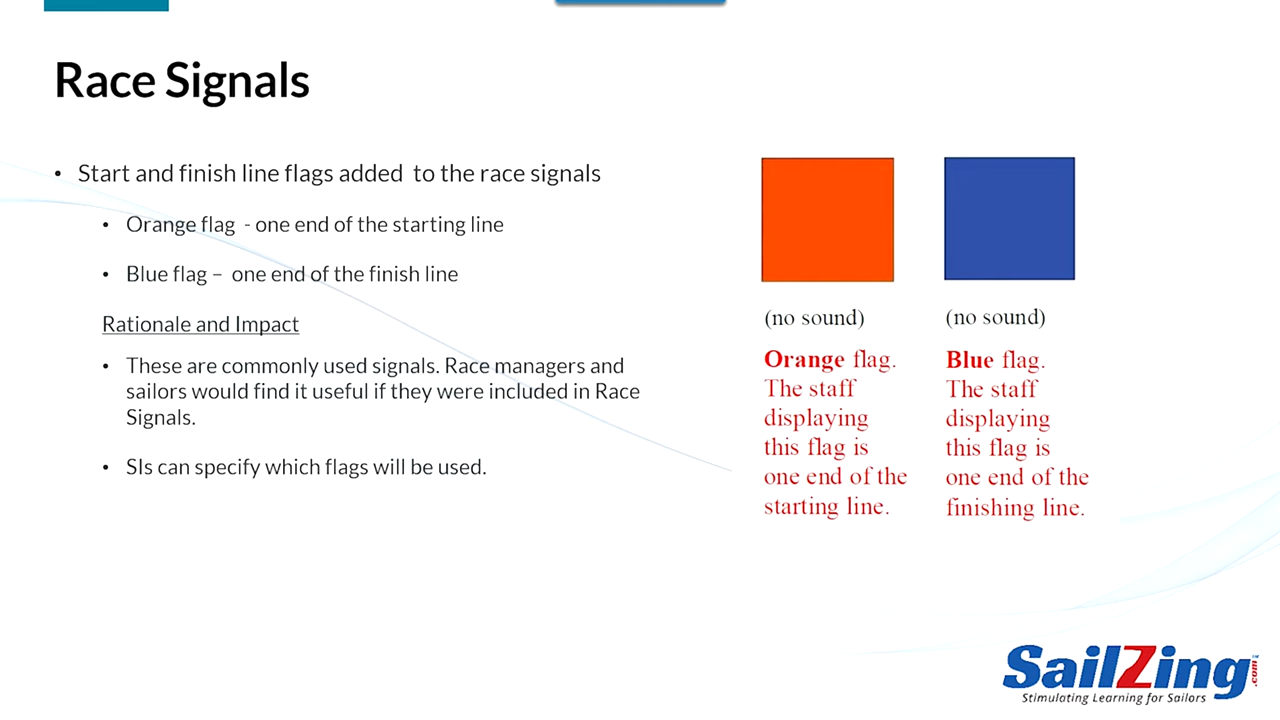 Race Signals
• Start and finish line flags added to the race signals
• Orange flag - one end of the starting line
• Blue flag – one end of the finish line
Rationale and Impact
• These are commonly used signals. Race managers and
sailors would find it useful if they were included in Race
Signals.
• SIs can specify which flags will be used.
(no sound)
Orange flag.
The staff
displaying
this flag is
one end of the
starting line.
(no sound)
Blue flag.
The staff
displaying
this flag is
one end of the
finishing line.
SailZing.com
Stimulating Learning for Sailors